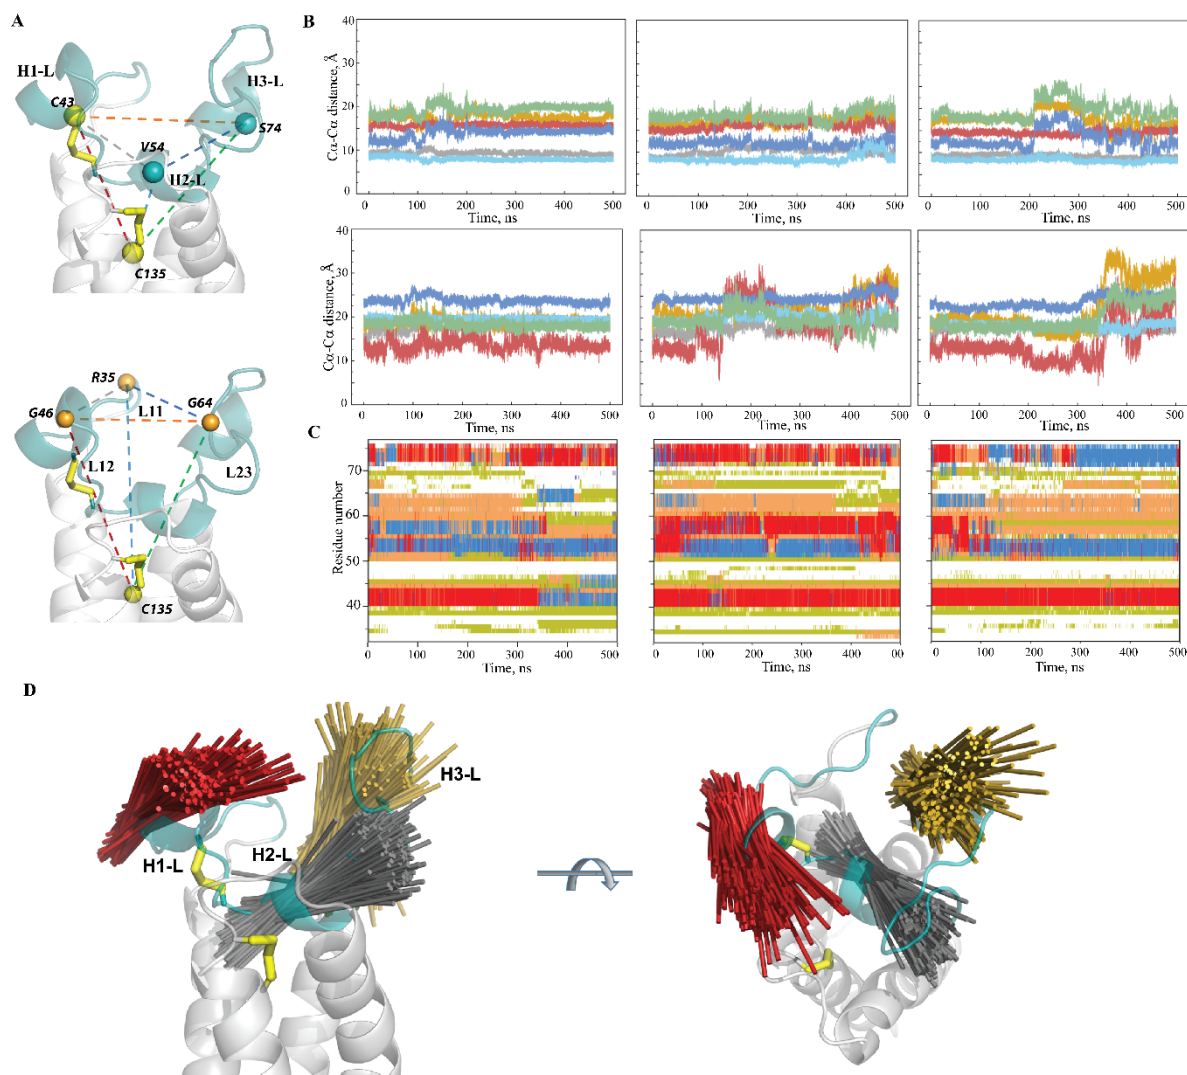 A
H1-L
H3-L
C43
S74
V54
H2-L
C135
R35
G46
L11
G64
L12
L23
C135
B
Cα-Cα distance, Å
40
30
20
10
0
0 100 200 300 400 500
Time, ns
0 100 200 300 400 500
Time, ns
0 100 200 300 400 500
Time, ns
Cα-Cα distance, Å
40
30
20
10
0
0 100 200 300 400 500
Time, ns
0 100 200 300 400 500
Time, ns
0 100 200 300 400 500
Time, ns
C
Residue number
70
60
50
40
0 100 200 300 400 500
Time, ns
0 100 200 300 400 00
Time, ns
0 100 200 300 400 500
Time, ns
D
H3-L
H2-L
H1-L